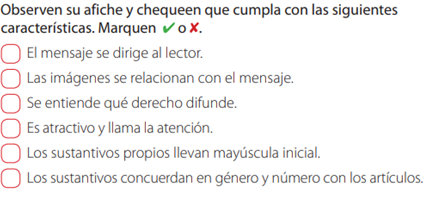 Observen su afiche y chequeen que cumpla con las siguientes
características. Marquen ✔ o ✘.
El mensaje se dirige al lector.
Las imágenes se relacionan con el mensaje.
Se entiende qué derecho difunde.
Es atractivo y llama la atención.
Los sustantivos propios llevan mayúscula inicial.
Los sustantivos concuerdan en género y número con los artículos.